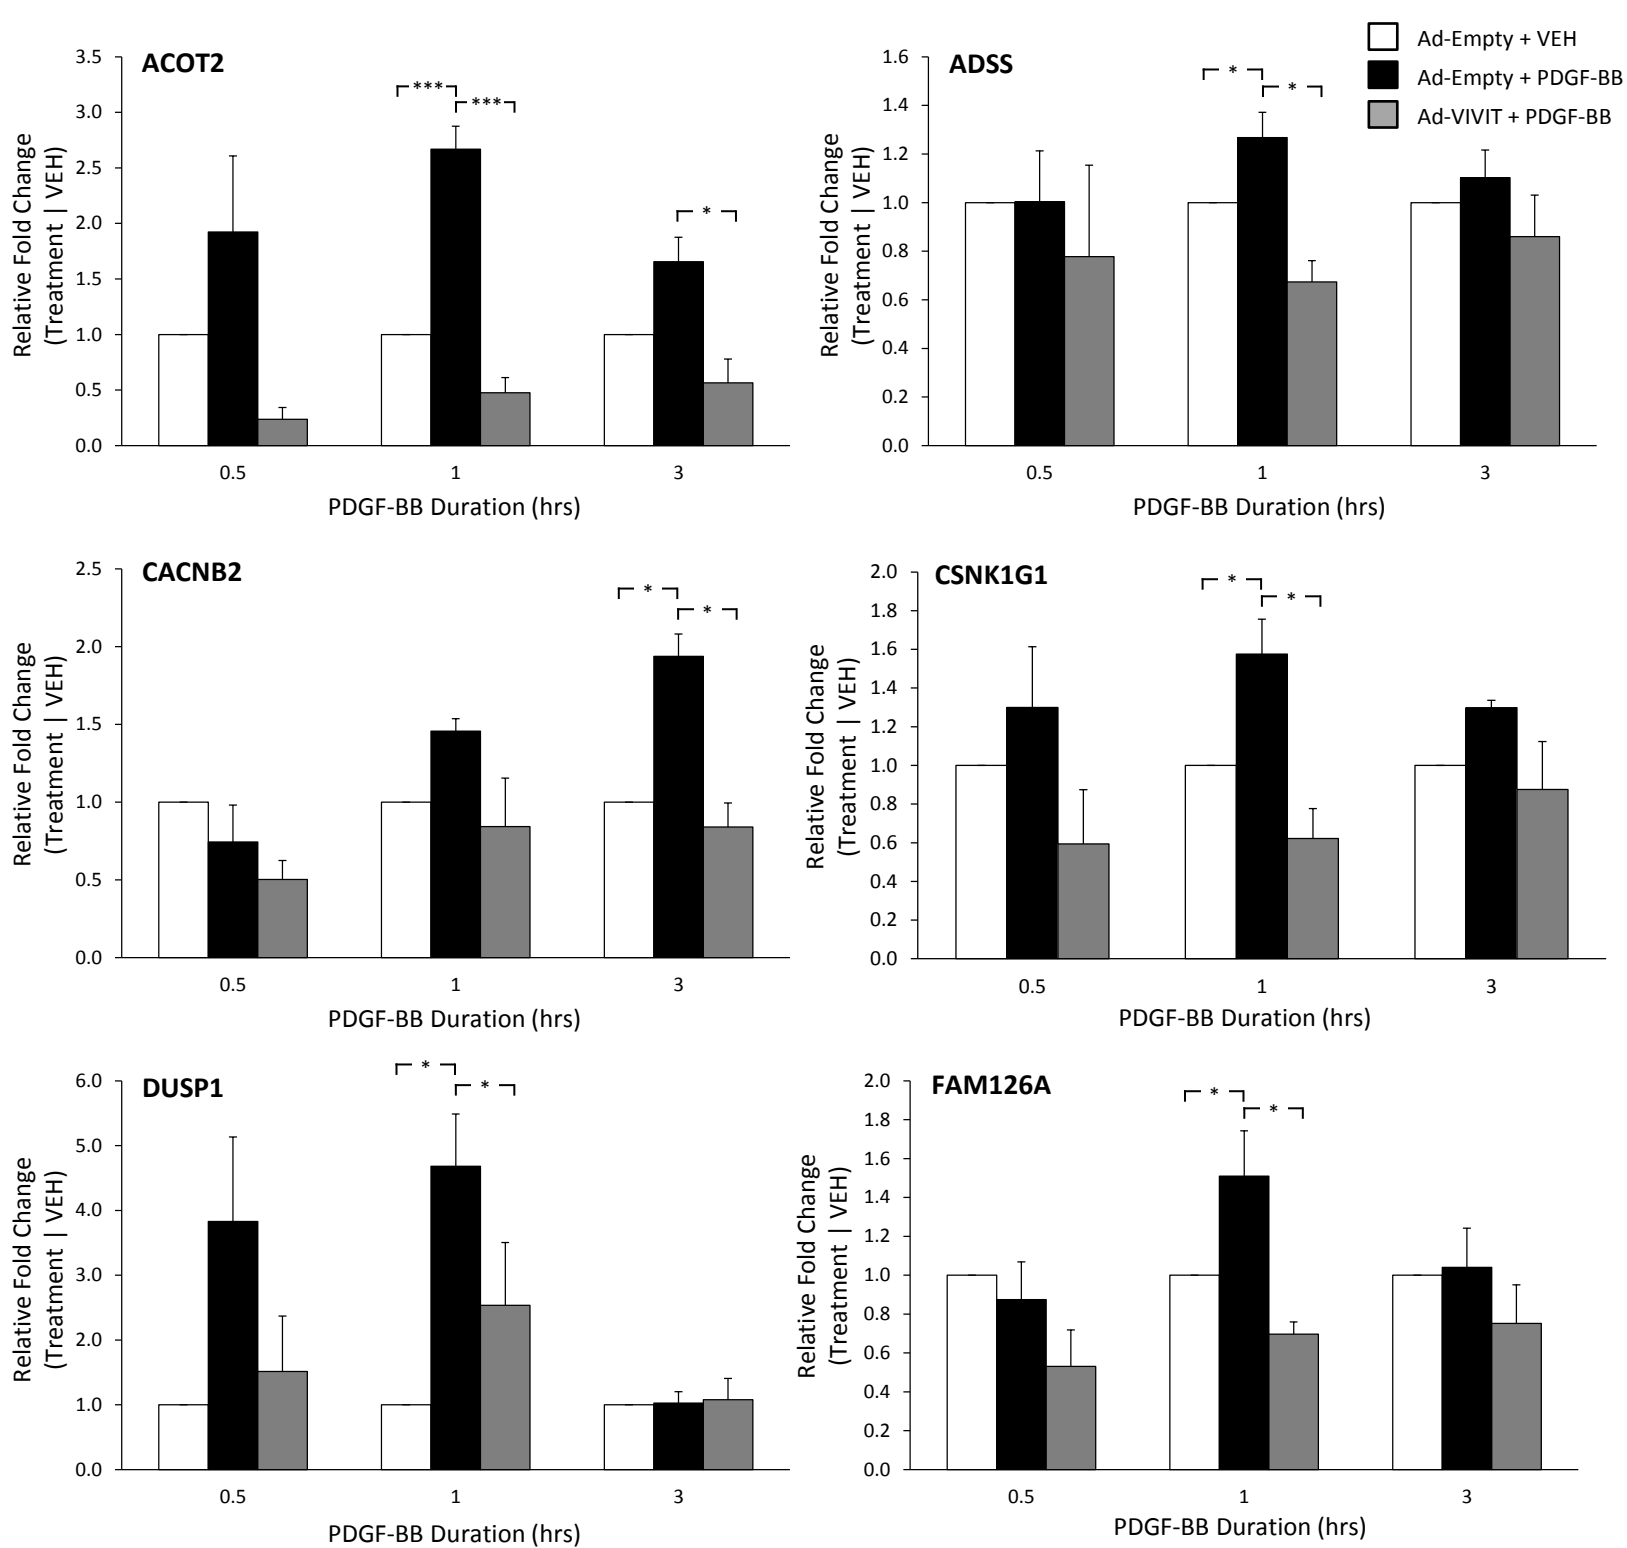 Ad-Empty + VEH
Ad-Empty + PDGF-BB
Ad-VIVIT + PDGF-BB
ACOT2
Relative Fold Change
(Treatment | VEH)
3.5
3.0
2.5
2.0
1.5
1.0
0.5
0.0
***
***
*
0.5 1 3
PDGF-BB Duration (hrs)
ADSS
Relative Fold Change
(Treatment | VEH)
1.6
1.4
1.2
1.0
0.8
0.6
0.4
0.2
0.0
*
*
0.5 1 3
PDGF-BB Duration (hrs)
CACNB2
Relative Fold Change
(Treatment | VEH)
2.5
2.0
1.5
1.0
0.5
0.0
*
*
0.5 1 3
PDGF-BB Duration (hrs)
CSNK1G1
Relative Fold Change
(Treatment | VEH)
2.0
1.8
1.6
1.4
1.2
1.0
0.8
0.6
0.4
0.2
0.0
*
*
0.5 1 3
PDGF-BB Duration (hrs)
DUSP1
Relative Fold Change
(Treatment | VEH)
6.0
5.0
4.0
3.0
2.0
1.0
0.0
*
*
0.5 1 3
PDGF-BB Duration (hrs)
FAM126A
Relative Fold Change
(Treatment | VEH)
2.0
1.8
1.6
1.4
1.2
1.0
0.8
0.6
0.4
0.2
0.0
*
*
0.5 1 3
PDGF-BB Duration (hrs)